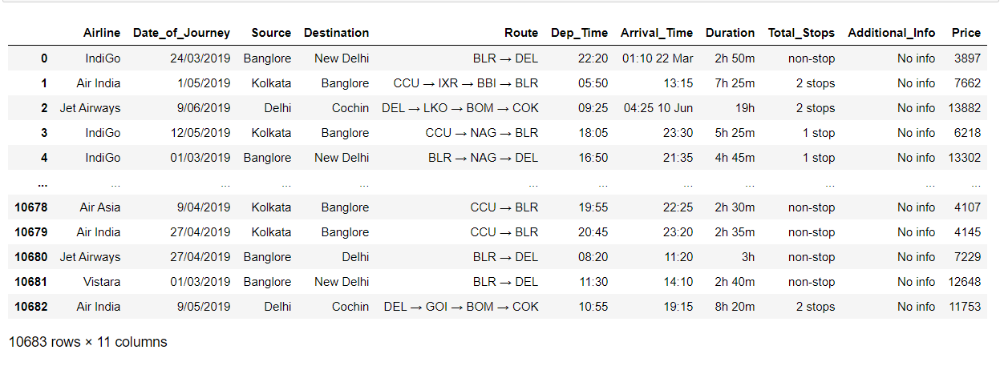 Airline Date_of_Journey Source Destination Route Dep_Time Arrival_Time Duration Total_Stops Additional_Info Price
0 IndiGo 24/03/2019 Banglore New Delhi BLR → DEL 22:20 01:10 22 Mar 2h 50m non-stop No info 3897
1 Air India 1/05/2019 Kolkata Banglore CCU → IXR → BBI → BLR 05:50 13:15 7h 25m 2 stops No info 7662
2 Jet Airways 9/06/2019 Delhi Cochin DEL → LKO → BOM → COK 09:25 04:25 10 Jun 19h 2 stops No info 13882
3 IndiGo 12/05/2019 Kolkata Banglore CCU → NAG → BLR 18:05 23:30 5h 25m 1 stop No info 6218
4 IndiGo 01/03/2019 Banglore New Delhi BLR → NAG → DEL 16:50 21:35 4h 45m 1 stop No info 13302
... ... ... ... ... ... ... ... ... ... ... ...
10678 Air Asia 9/04/2019 Kolkata Banglore CCU → BLR 19:55 22:25 2h 30m non-stop No info 4107
10679 Air India 27/04/2019 Kolkata Banglore CCU → BLR 20:45 23:20 2h 35m non-stop No info 4145
10680 Jet Airways 27/04/2019 Banglore Delhi BLR → DEL 08:20 11:20 3h non-stop No info 7229
10681 Vistara 01/03/2019 Banglore New Delhi BLR → DEL 11:30 14:10 2h 40m non-stop No info 12648
10682 Air India 9/05/2019 Delhi Cochin DEL → GOI → BOM → COK 10:55 19:15 8h 20m 2 stops No info 11753
10683 rows × 11 columns